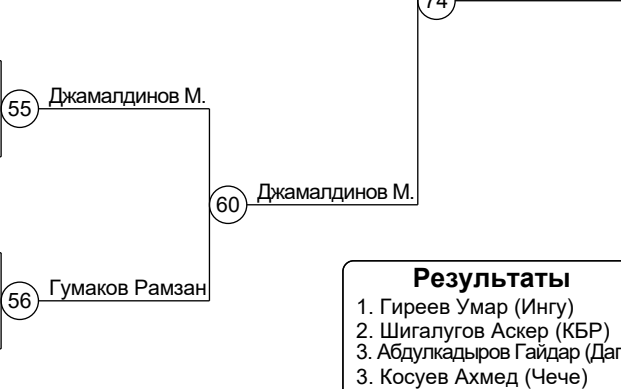 74
55 Джамалдинов М.
60 Джамалдинов М.
56 Гумаков Рамзан
Результаты
1. Гиреев Умар (Ингу)
2. Шигалугов Аскер (КБР)
3. Абдулкадыров Гайдар (Даг
3. Косуев Ахмед (Чече)